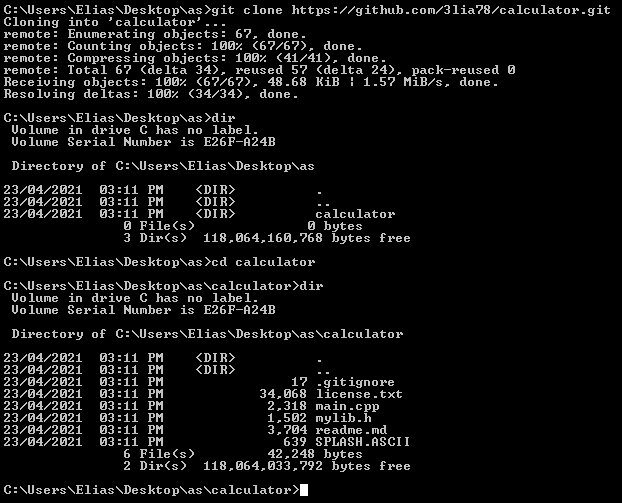 C:\Users\Elias\Desktop\as>git clone https://github.com/3lia78/calculator.git
Cloning into 'calculator'...
remote: Enumerating objects: 67, done.
remote: Counting objects: 100% (67/67), done.
remote: Compressing objects: 100% (41/41), done.
remote: Total 67 (delta 34), reused 57 (delta 24), pack-reused 0
Receiving objects: 100% (67/67), 48.68 KiB ¦ 1.57 MiB/s, done.
Resolving deltas: 100% (34/34), done.
C:\Users\Elias\Desktop\as>dir
Volume in drive C has no label.
Volume Serial Number is E26F-A24B
Directory of C:\Users\Elias\Desktop\as
23/04/2021  03:11 PM    <DIR>          .
23/04/2021  03:11 PM    <DIR>          ..
23/04/2021  03:11 PM    <DIR>          calculator
0 File(s)              0 bytes
3 Dir(s)  118,064,160,768 bytes free
C:\Users\Elias\Desktop\as>cd calculator
C:\Users\Elias\Desktop\as\calculator>dir
Volume in drive C has no label.
Volume Serial Number is E26F-A24B
Directory of C:\Users\Elias\Desktop\as\calculator
23/04/2021  03:11 PM    <DIR>          .
23/04/2021  03:11 PM    <DIR>          ..
23/04/2021  03:11 PM                17 .gitignore
23/04/2021  03:11 PM            34,068 license.txt
23/04/2021  03:11 PM             2,318 main.cpp
23/04/2021  03:11 PM             1,502 mylib.h
23/04/2021  03:11 PM             3,704 readme.md
23/04/2021  03:11 PM               639 SPLASH.ASCII
6 File(s)         42,248 bytes
2 Dir(s)  118,064,033,792 bytes free
C:\Users\Elias\Desktop\as\calculator>